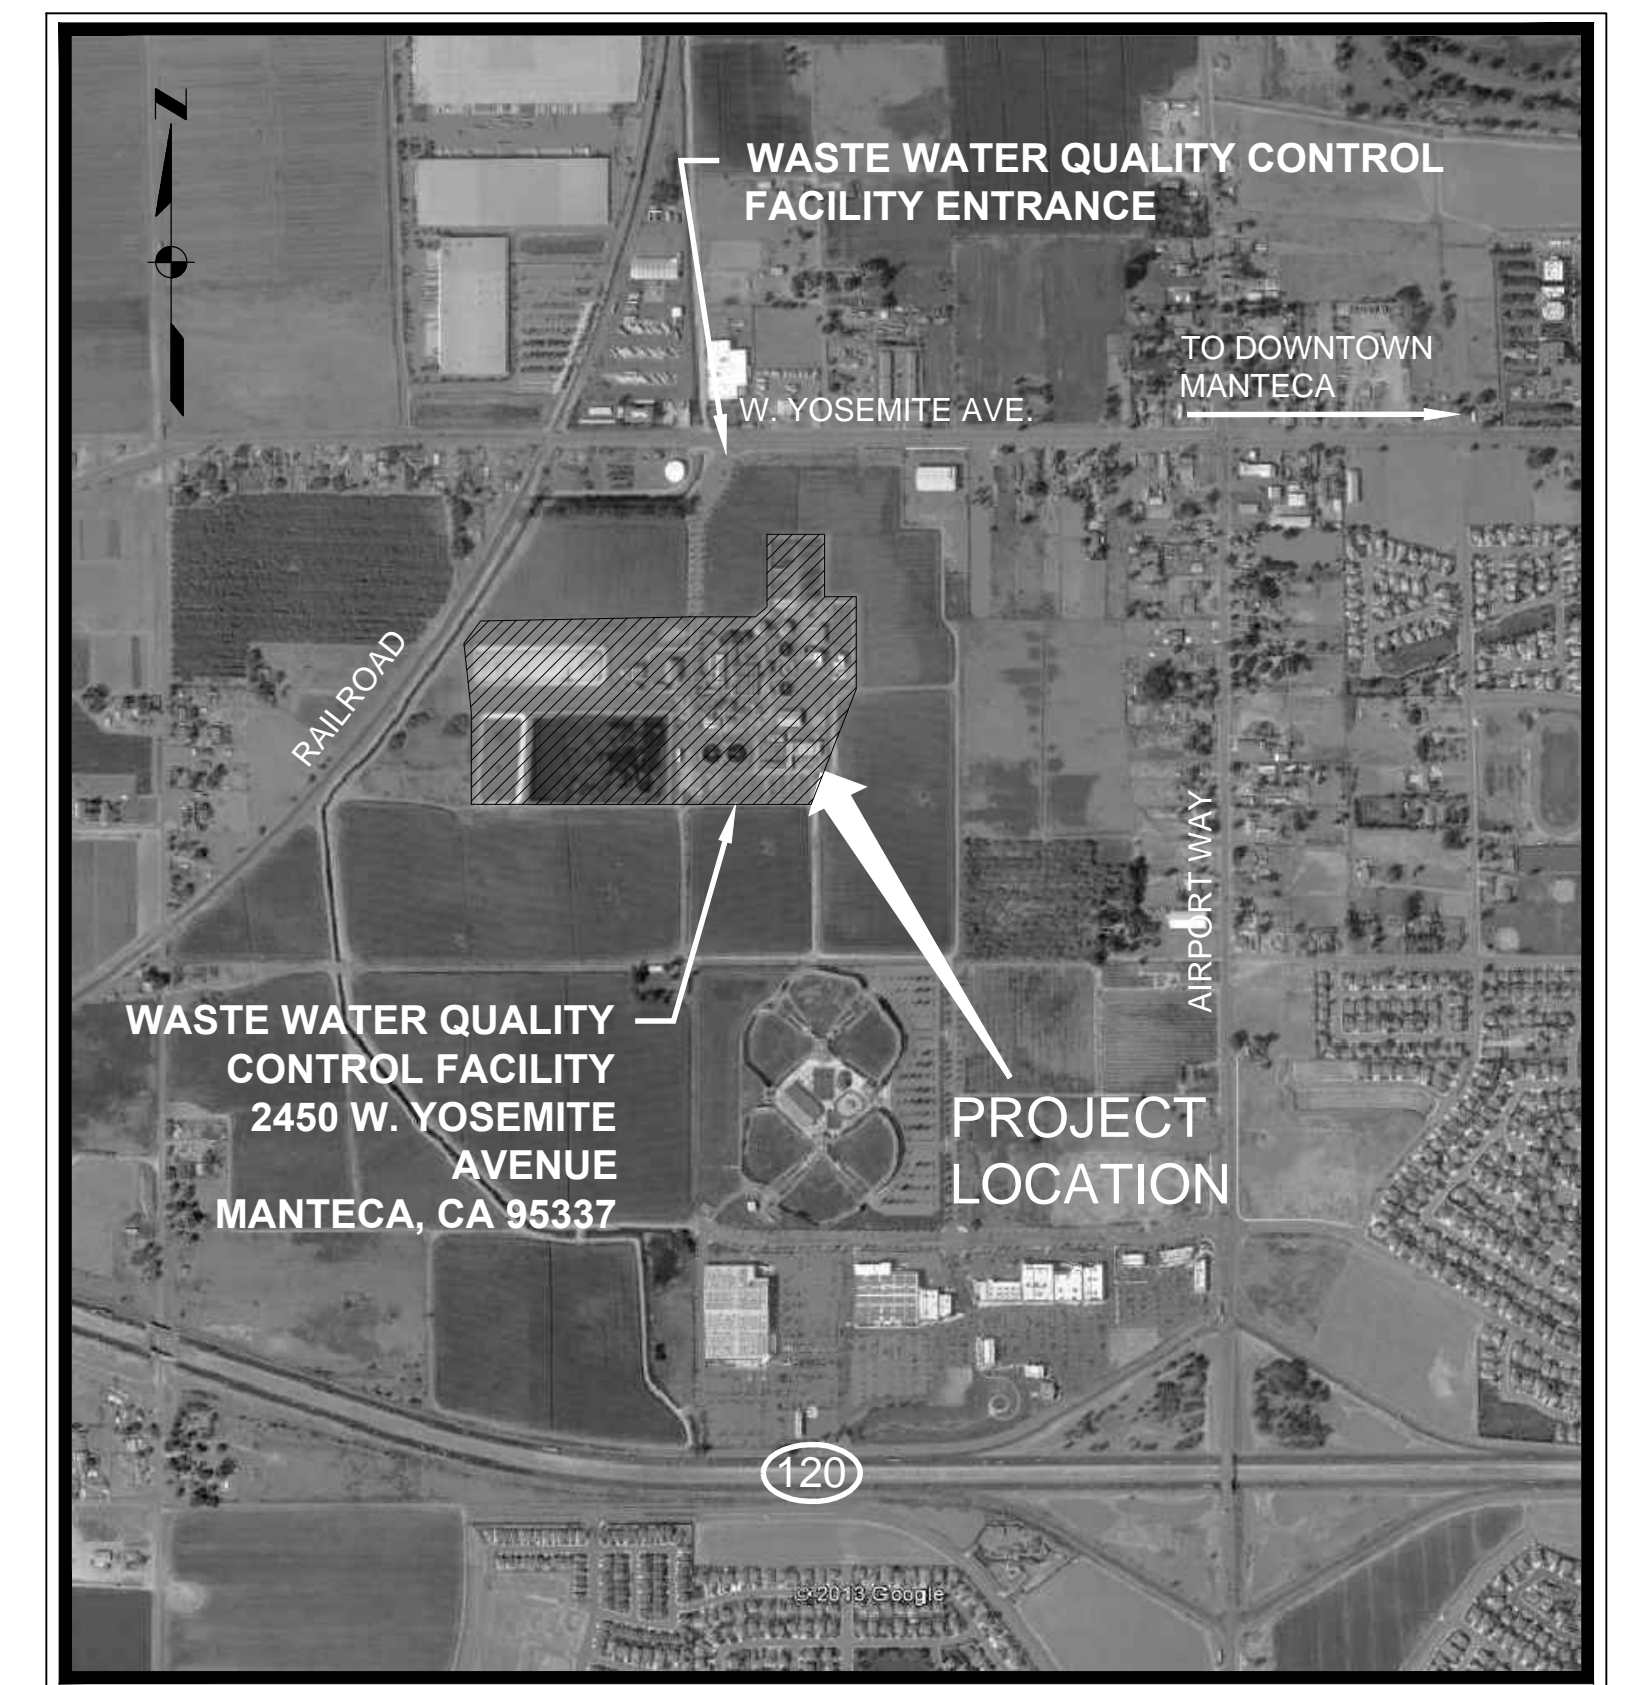 N
WASTE WATER QUALITY CONTROL
FACILITY ENTRANCE
TO DOWNTOWN
MANTECA
W. YOSEMITE AVE.
RAILROAD
AIRPORT WAY
WASTE WATER QUALITY
CONTROL FACILITY
2450 W. YOSEMITE
AVENUE
MANTECA, CA 95337
PROJECT
LOCATION
120
© 2013 Google